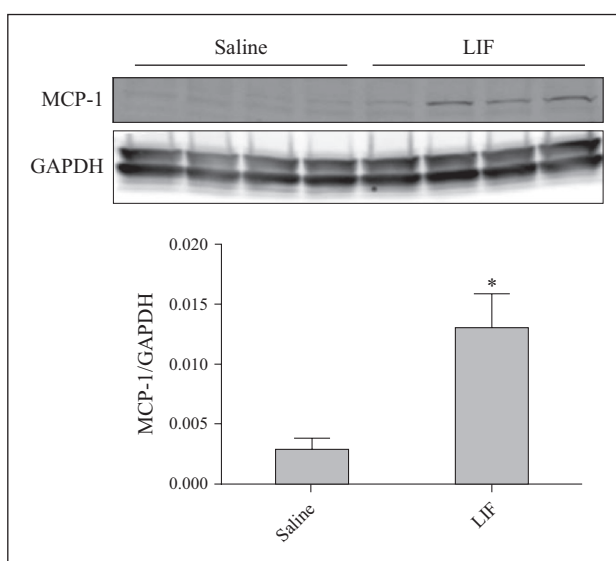 Saline LIF
MCP-1
GAPDH
0.020
0.015
0.010
0.005
0.000
MCP-1/GAPDH
*
Saline LIF